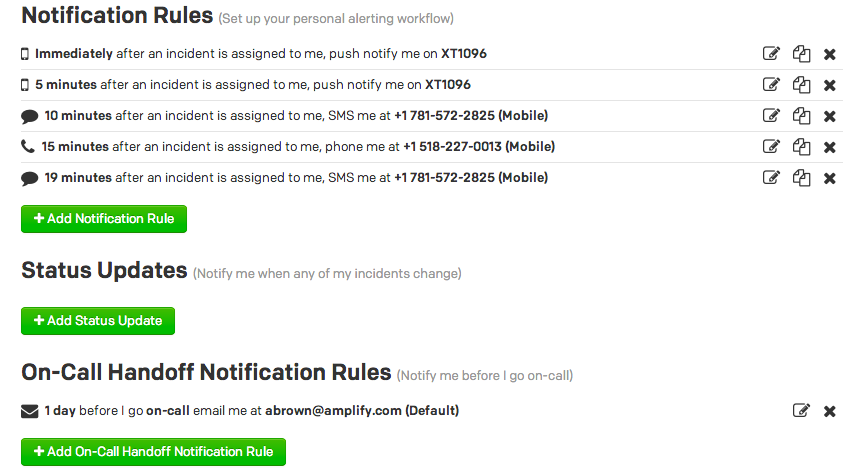 Notification Rules (Set up your personal alerting workflow)
Immediately after an incident is assigned to me, push notify me on XT1096
5 minutes after an incident is assigned to me, push notify me on XT1096
10 minutes after an incident is assigned to me, SMS me at +1 781-572-2825 (Mobile)
15 minutes after an incident is assigned to me, phone me at +1 518-227-0013 (Mobile)
19 minutes after an incident is assigned to me, SMS me at +1 781-572-2825 (Mobile)
+ Add Notification Rule
Status Updates (Notify me when any of my incidents change)
+ Add Status Update
On-Call Handoff Notification Rules (Notify me before I go on-call)
1 day before I go on-call email me at abrown@amplify.com (Default)
+ Add On-Call Handoff Notification Rule